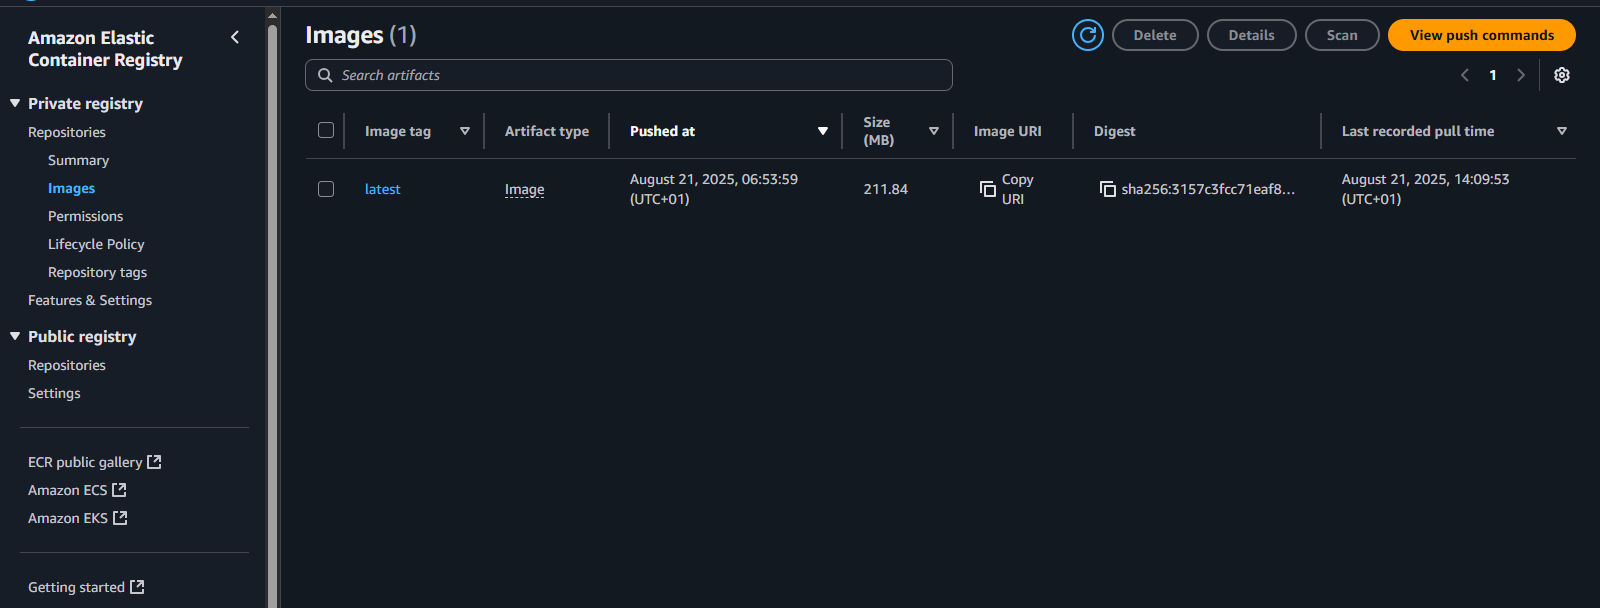 Amazon Elastic
Container Registry
Private registry
Repositories
Summary
Images
Permissions
Lifecycle Policy
Repository tags
Features & Settings
Public registry
Repositories
Settings
ECR public gallery
Amazon ECS
Amazon EKS
Getting started
Images (1)
Delete
Details
Scan
View push commands
Search artifacts
1
Image tag
Artifact type
Pushed at
Size
(MB)
Image URI
Digest
Last recorded pull time
latest
Image
August 21, 2025, 06:53:59
(UTC+01)
211.84
Copy
URI
sha256:3157c3fcc71eaf8...
August 21, 2025, 14:09:53
(UTC+01)